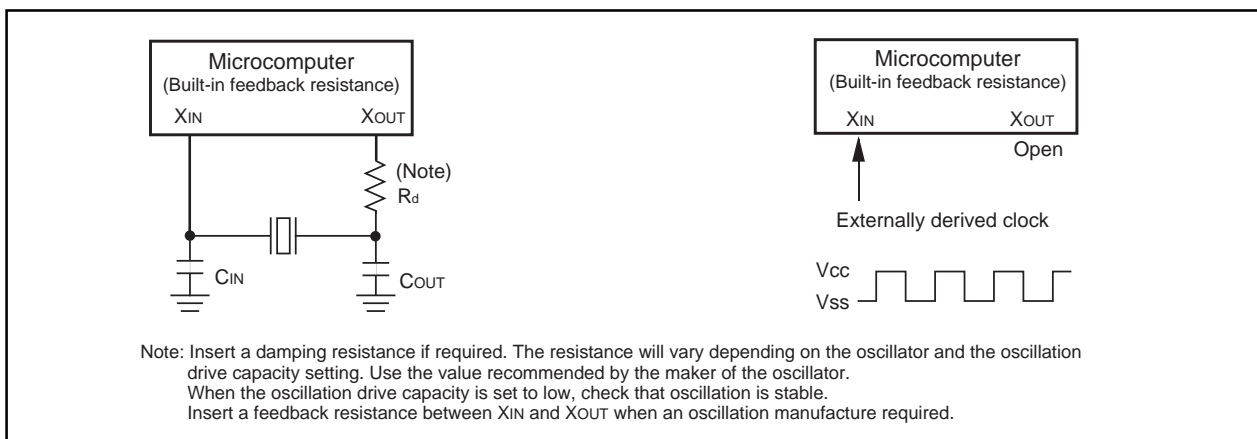 Microcomputer
(Built-in feedback resistance)
XIN XOUT
(Note)
Rd
CIN
COUT
Microcomputer
(Built-in feedback resistance)
XIN XOUT
Open
Externally derived clock
Vcc
Vss
Note: Insert a damping resistance if required. The resistance will vary depending on the oscillator and the oscillation
drive capacity setting. Use the value recommended by the maker of the oscillator.
When the oscillation drive capacity is set to low, check that oscillation is stable.
Insert a feedback resistance between XIN and XOUT when an oscillation manufacture required.